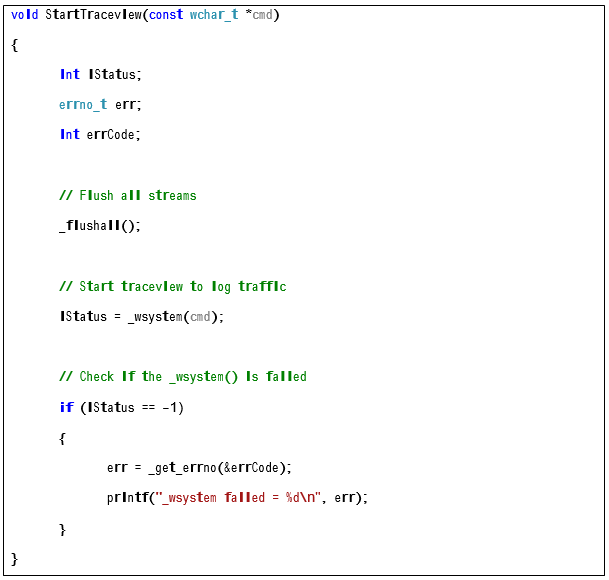 void StartTraceview(const wchar_t *cmd)
{
int iStatus;
errno_t err;
int errCode;
// Flush all streams
_flushall();
// Start traceview to log traffic
iStatus = _wsystem(cmd);
// Check if the _wsystem() is failed
if (iStatus == -1)
{
err = _get_errno(&errCode);
printf("_wsystem failed = %d\n", err);
}
}